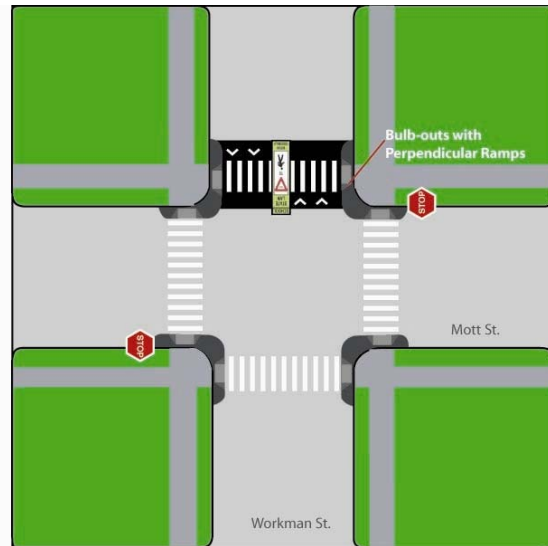 Bulb-outs with
Perpendicular Ramps
STOP
STOP
Mott St.
Workman St.